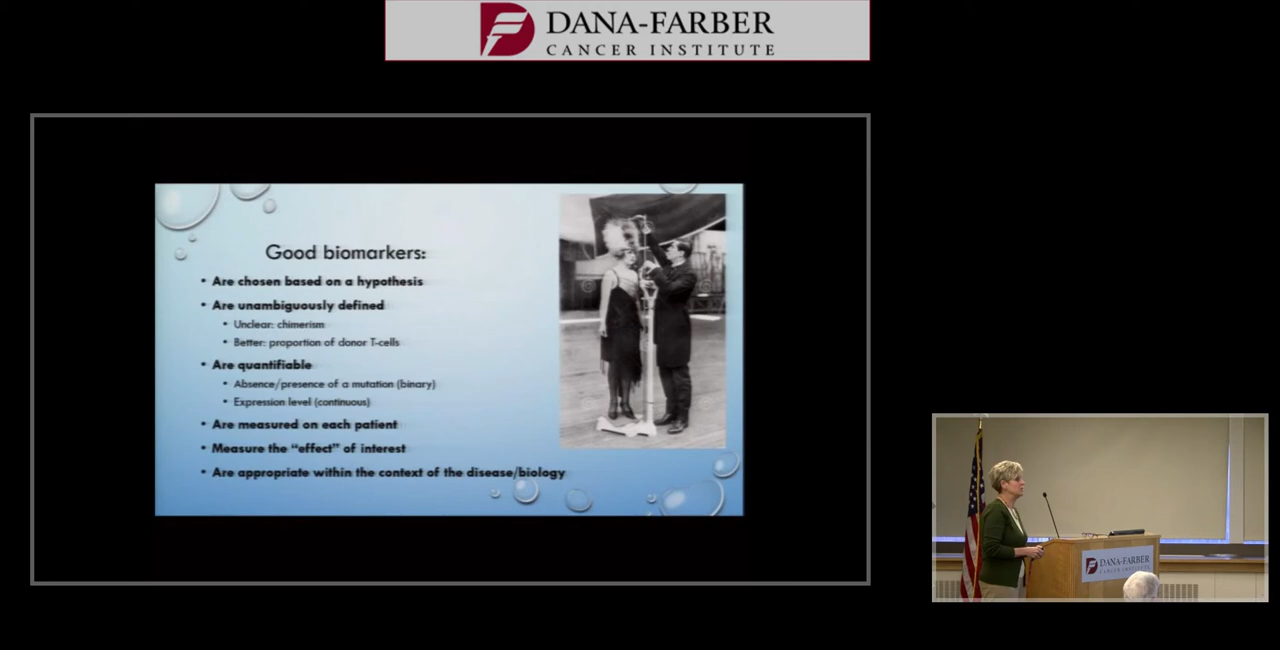 DANA-FARBER
CANCER INSTITUTE
Good biomarkers:
• Are chosen based on a hypothesis
• Are unambiguously defined
• Unclear: chimerism
• Better: proportion of donor T-cells
• Are quantifiable
• Absence/presence of a mutation (binary)
• Expression level (continuous)
• Are measured on each patient
• Measure the “effect” of interest
• Are appropriate within the context of the disease/biology
DANA-FARBER
CANCER INSTITUTE